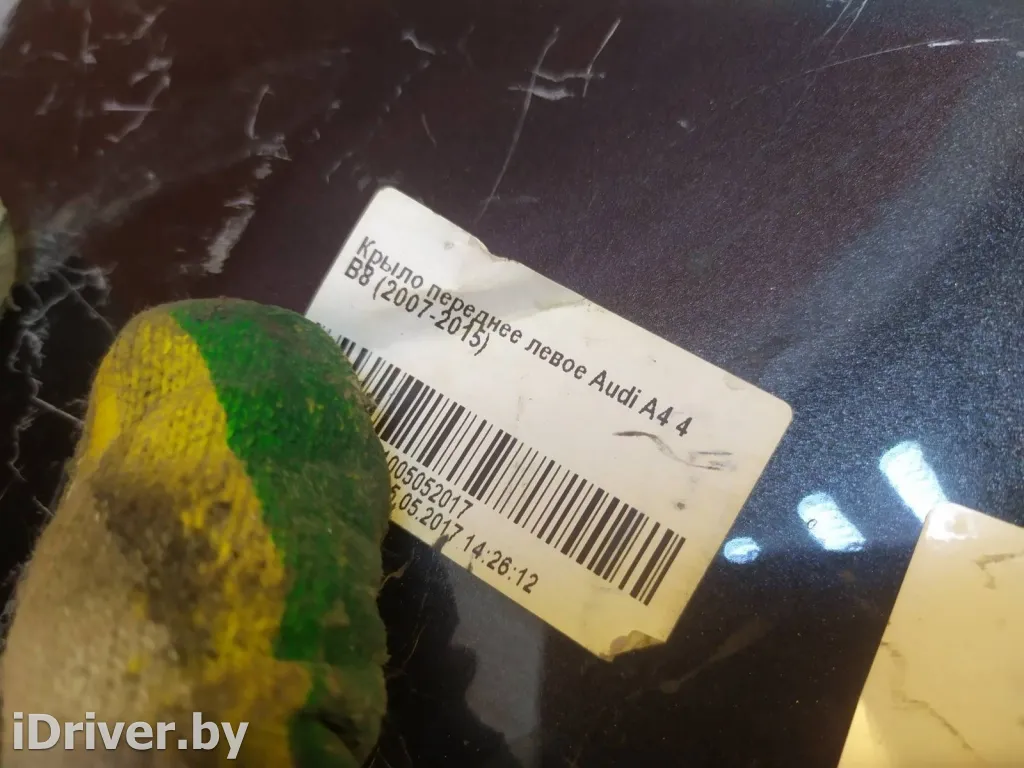 Крыло переднее левое Audi A4 4
B8 (2007-2015)
005052017
5.05.2017 14:26:12
iDriver.by